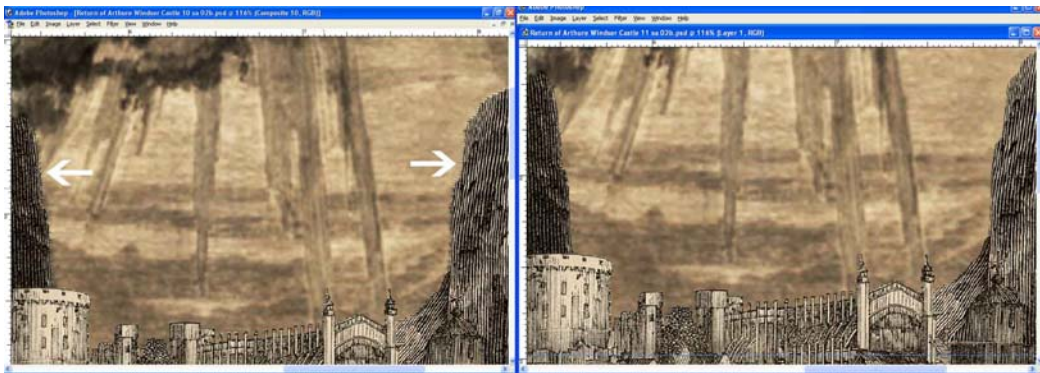 Adobe Photoshop - [Return of Arthure Windsor Castle 10 sa 02b.psd @ 116% (Composite 10, RGB)]
File Edit Image Layer Select Filter View Window Help
Adobe Photoshop
File Edit Image Layer Select Filter View Window Help
Return of Arthure Windsor Castle 11 sa 02b.psd @ 116% (Layer 1, RGB)